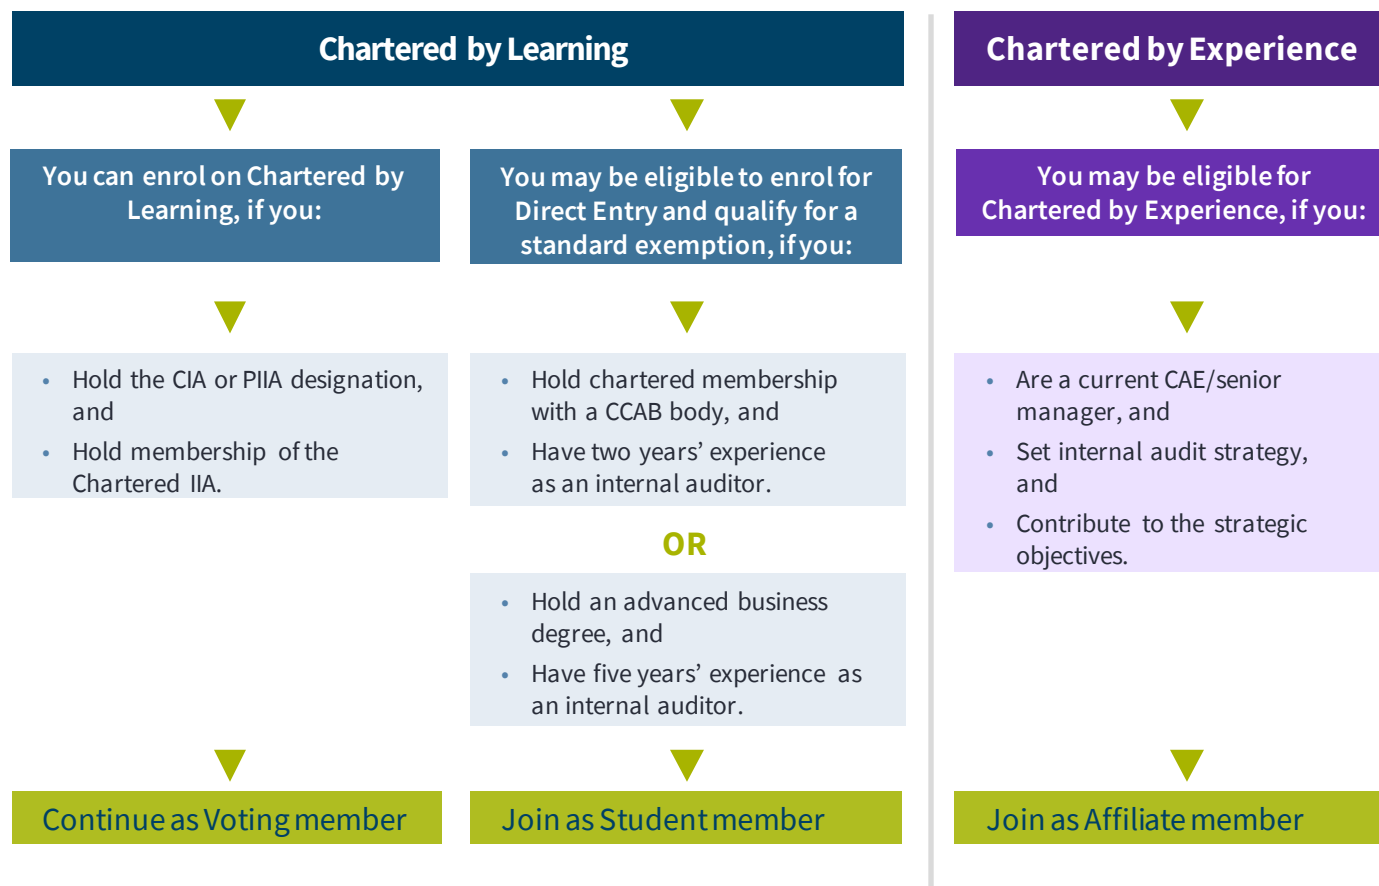 Chartered by Learning
You can enrol on Chartered by
Learning, if you:
• Hold the CIA or PIIA designation,
and
• Hold membership of the
Chartered IIA.
Continue as Voting member
You may be eligible to enrol for
Direct Entry and qualify for a
standard exemption, if you:
• Hold chartered membership
with a CCAB body, and
• Have two years’ experience
as an internal auditor.
OR
• Hold an advanced business
degree, and
• Have five years’ experience as
an internal auditor.
Join as Student member
Chartered by Experience
You may be eligible for
Chartered by Experience, if you:
• Are a current CAE/senior
manager, and
• Set internal audit strategy,
and
• Contribute to the strategic
objectives.
Join as Affiliate member